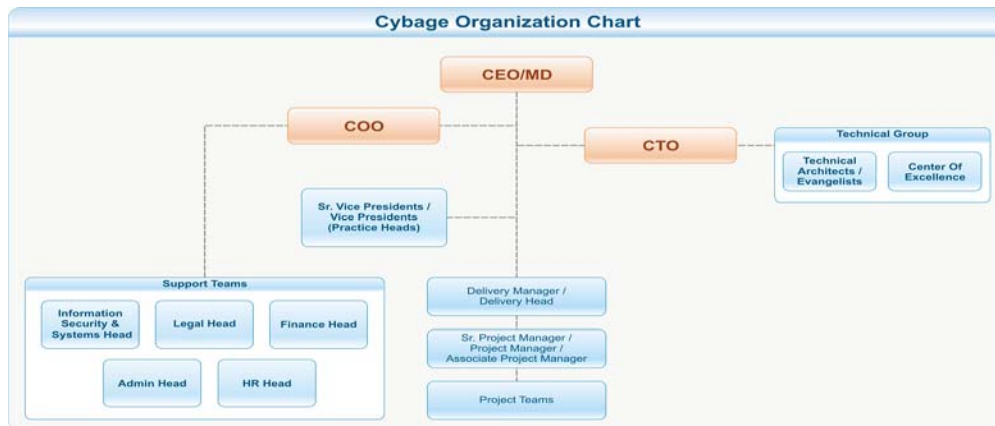 Cybage Organization Chart
CEO/MD
COO
CTO
Technical Group
Technical
Architects /
Evangelists
Center Of
Excellence
Sr. Vice Presidents /
Vice Presidents
(Practice Heads)
Support Teams
Information
Security &
Systems Head
Legal Head
Finance Head
Admin Head
HR Head
Delivery Manager /
Delivery Head
Sr. Project Manager /
Project Manager /
Associate Project Manager
Project Teams